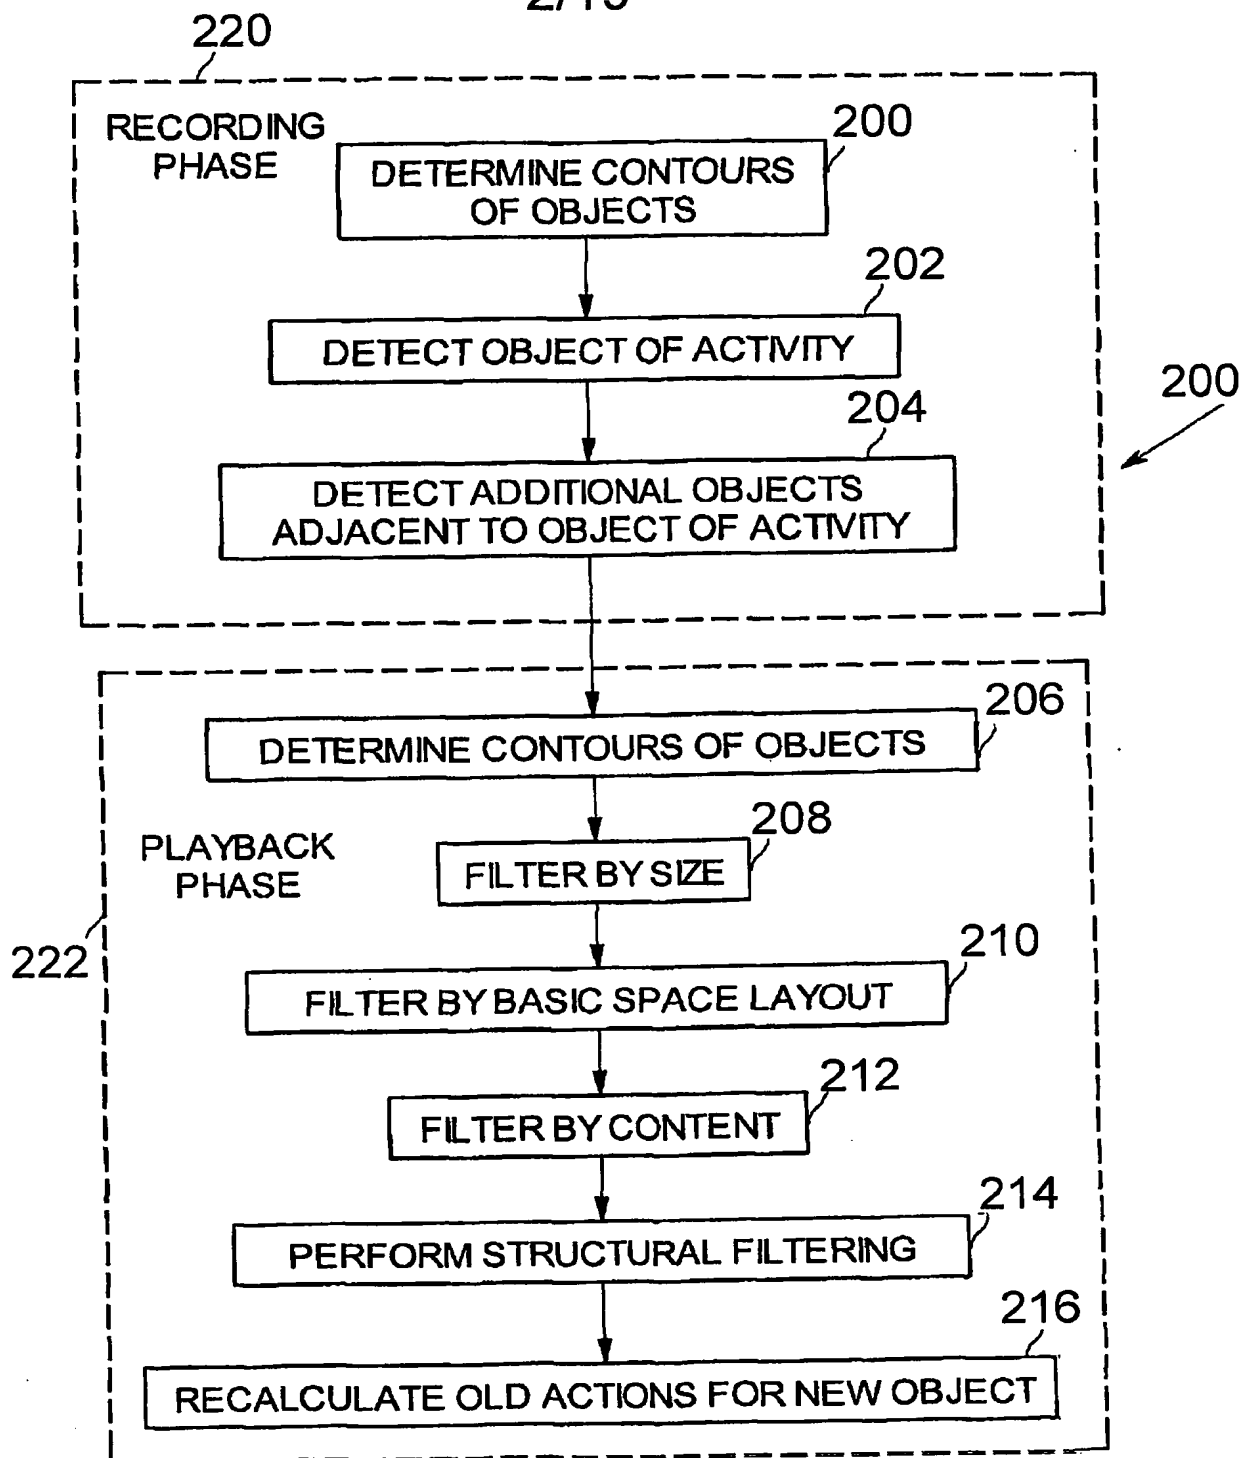 220
RECORDING
PHASE
200
DETERMINE CONTOURS
OF OBJECTS
202
DETECT OBJECT OF ACTIVITY
200
204
DETECT ADDITIONAL OBJECTS
ADJACENT TO OBJECT OF ACTIVITY
206
DETERMINE CONTOURS OF OBJECTS
PLAYBACK
PHASE
208
FILTER BY SIZE
222
210
FILTER BY BASIC SPACE LAYOUT
212
FILTER BY CONTENT
214
PERFORM STRUCTURAL FILTERING
216
RECALCULATE OLD ACTIONS FOR NEW OBJECT